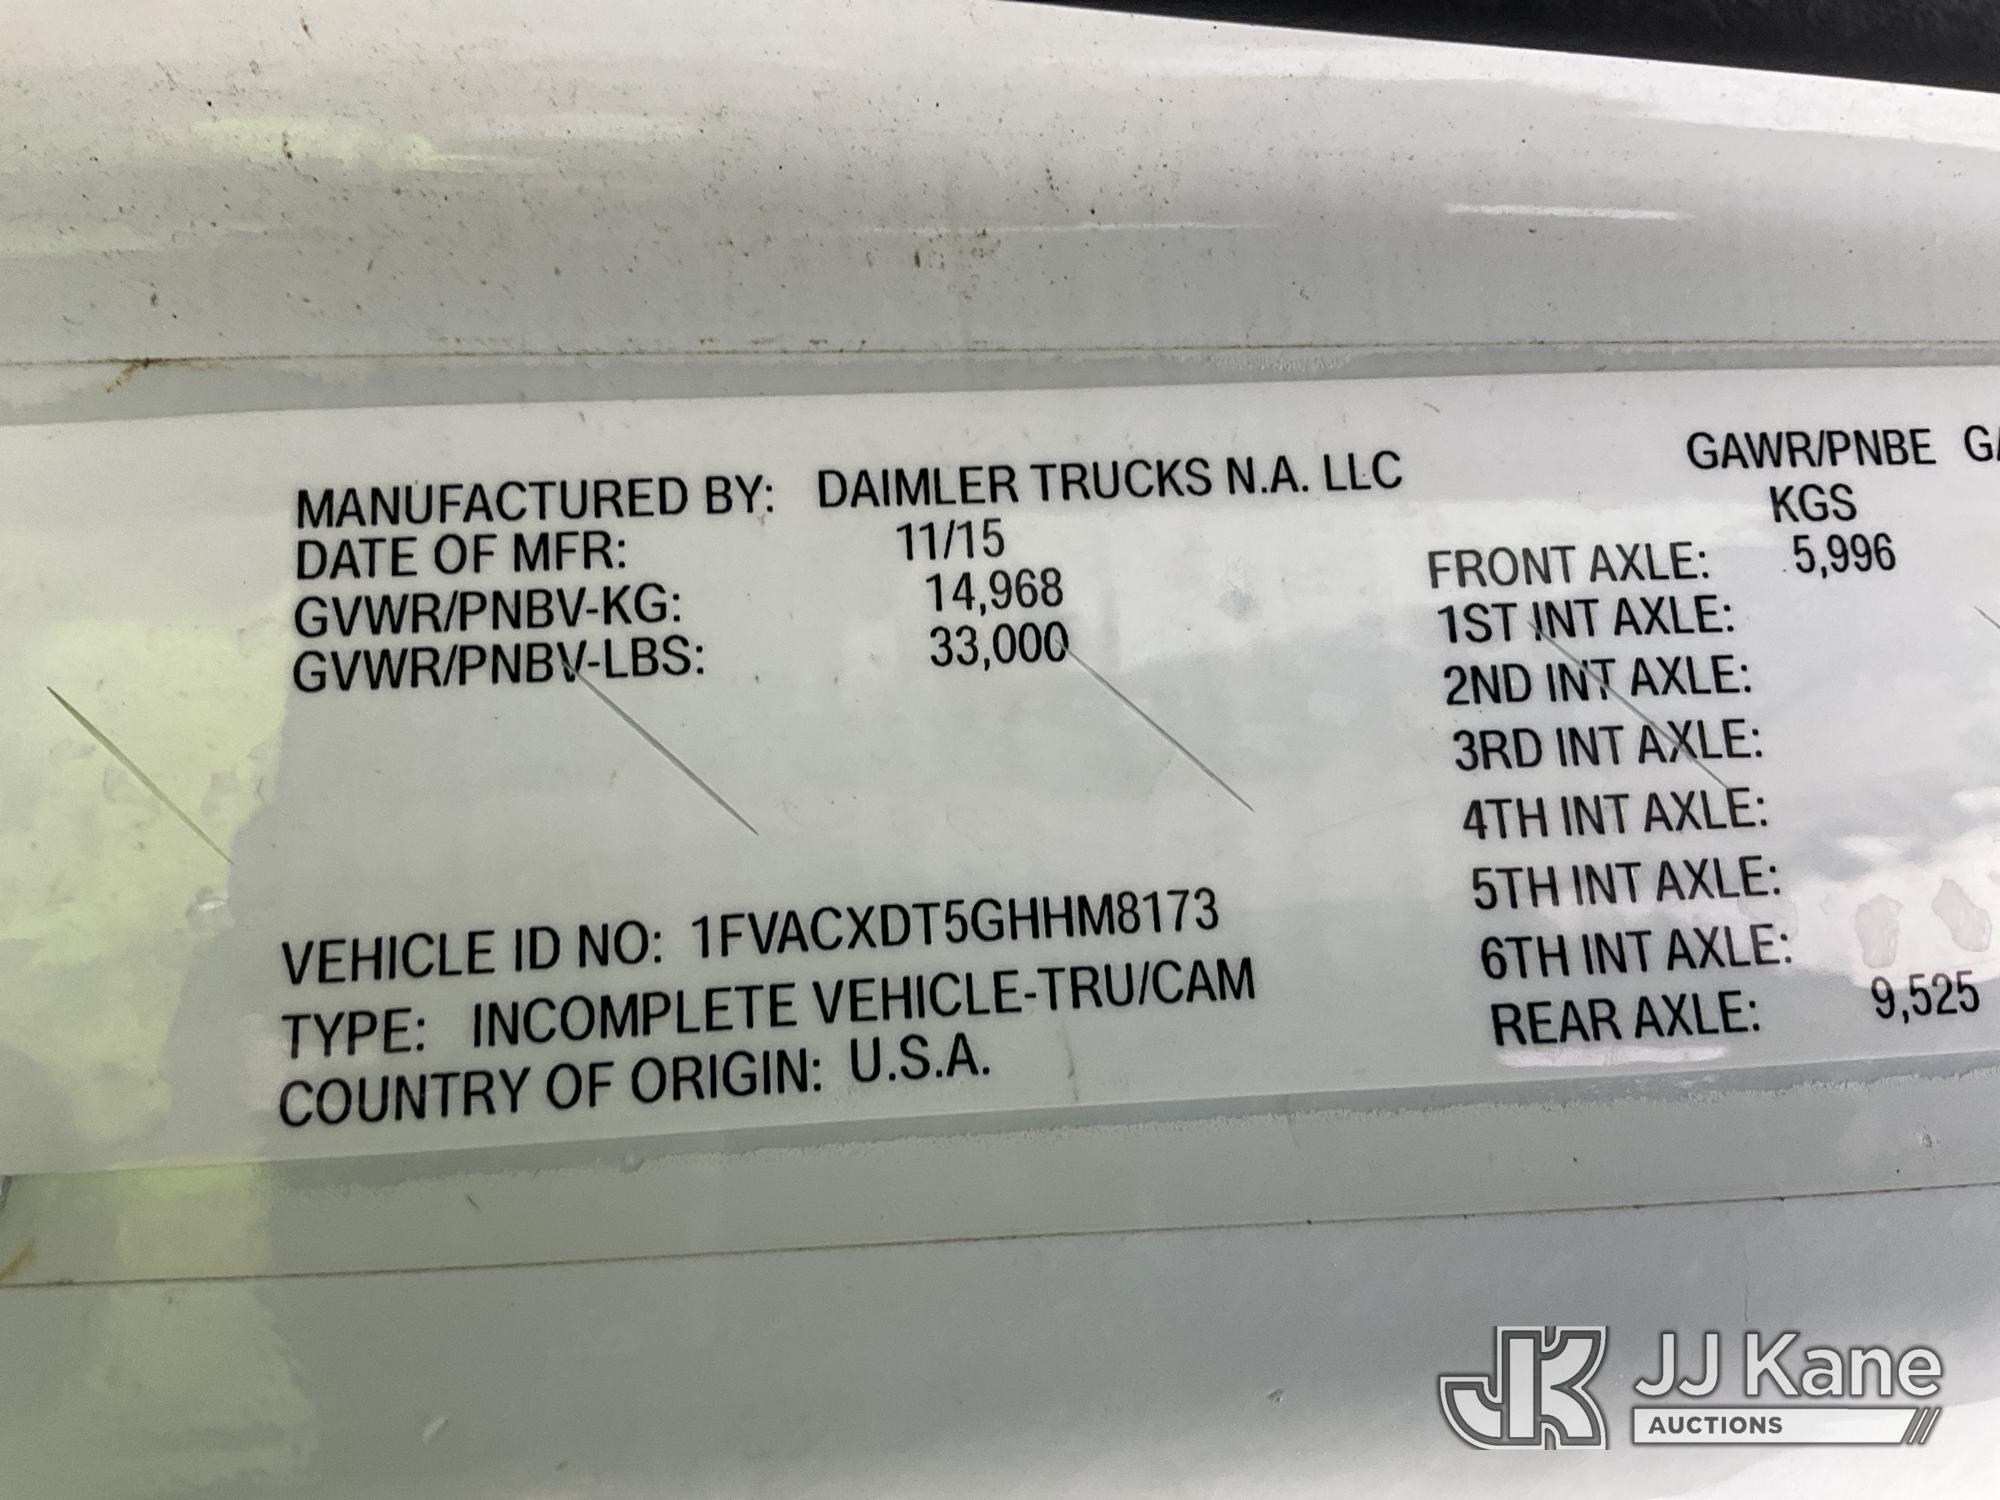 MANUFACTURED BY: DAIMLER TRUCKS N.A. LLC
DATE OF MFR: 11/15
GVWR/PNBV-KG: 14,968
GVWR/PNBV-LBS: 33,000
VEHICLE ID NO: 1FVACXDT5GHHM8173
TYPE: INCOMPLETE VEHICLE-TRU/CAM
COUNTRY OF ORIGIN: U.S.A.
GAWR/PNBE
KGS
FRONT AXLE: 5,996
1ST INT AXLE:
2ND INT AXLE:
3RD INT AXLE:
4TH INT AXLE:
5TH INT AXLE:
6TH INT AXLE:
REAR AXLE: 9,525
JK JJ Kane
AUCTIONS